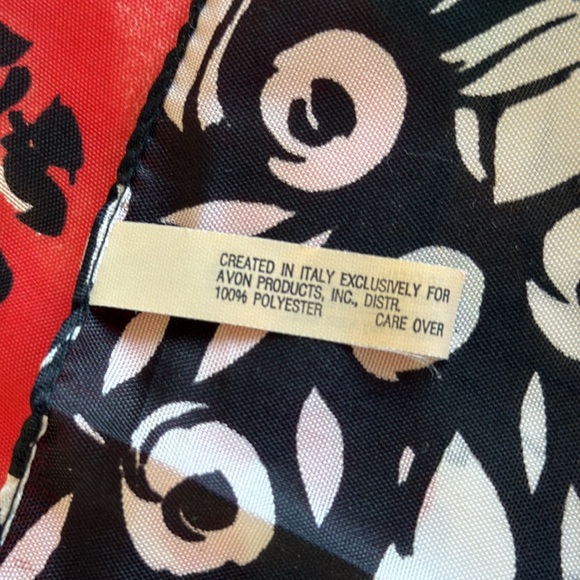 CREATED IN ITALY EXCLUSIVELY FOR
AVON PRODUCTS, INC., DISTR.
100% POLYESTER CARE OVER